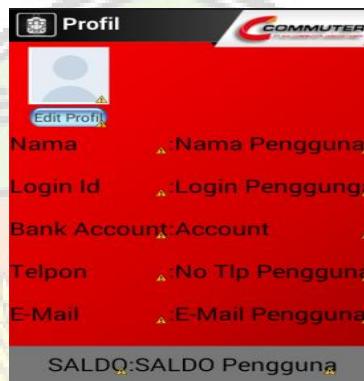 Profil
COMMUTER
Edit Profil
Nama :Nama Pengguna
Login Id :Login Pengguna
Bank Account:Account
Telpon :No Tlp Pengguna
E-Mail :E-Mail Pengguna
SALDO:SALDO Pengguna